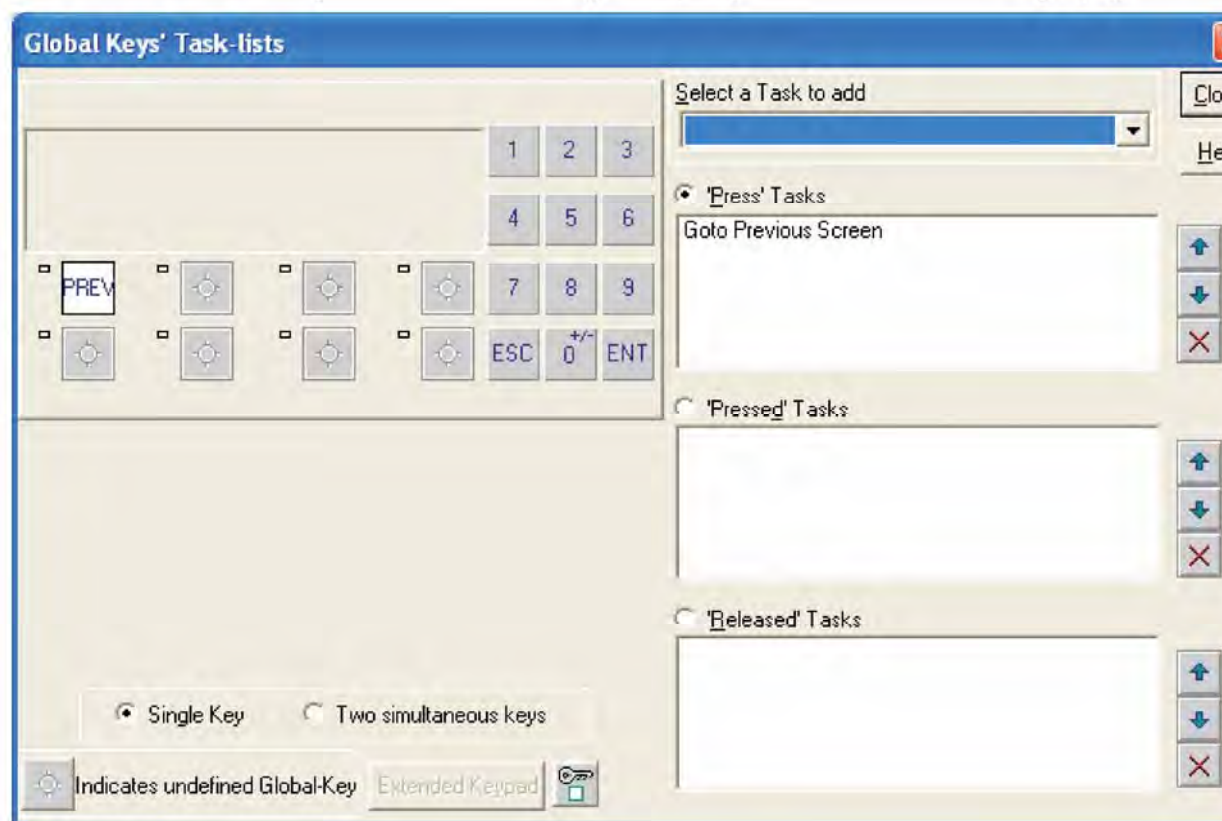 Global Keys' Task-lists
Select a Task to add
1 2 3
'Press' Tasks
Goto Previous Screen
4 5 6
PREV
7 8 9
ESC +/- 0 ENT
'Pressed' Tasks
'Released' Tasks
Single Key Two simultaneous keys
Indicates undefined Global-Key Extended Keypad
Clo
He